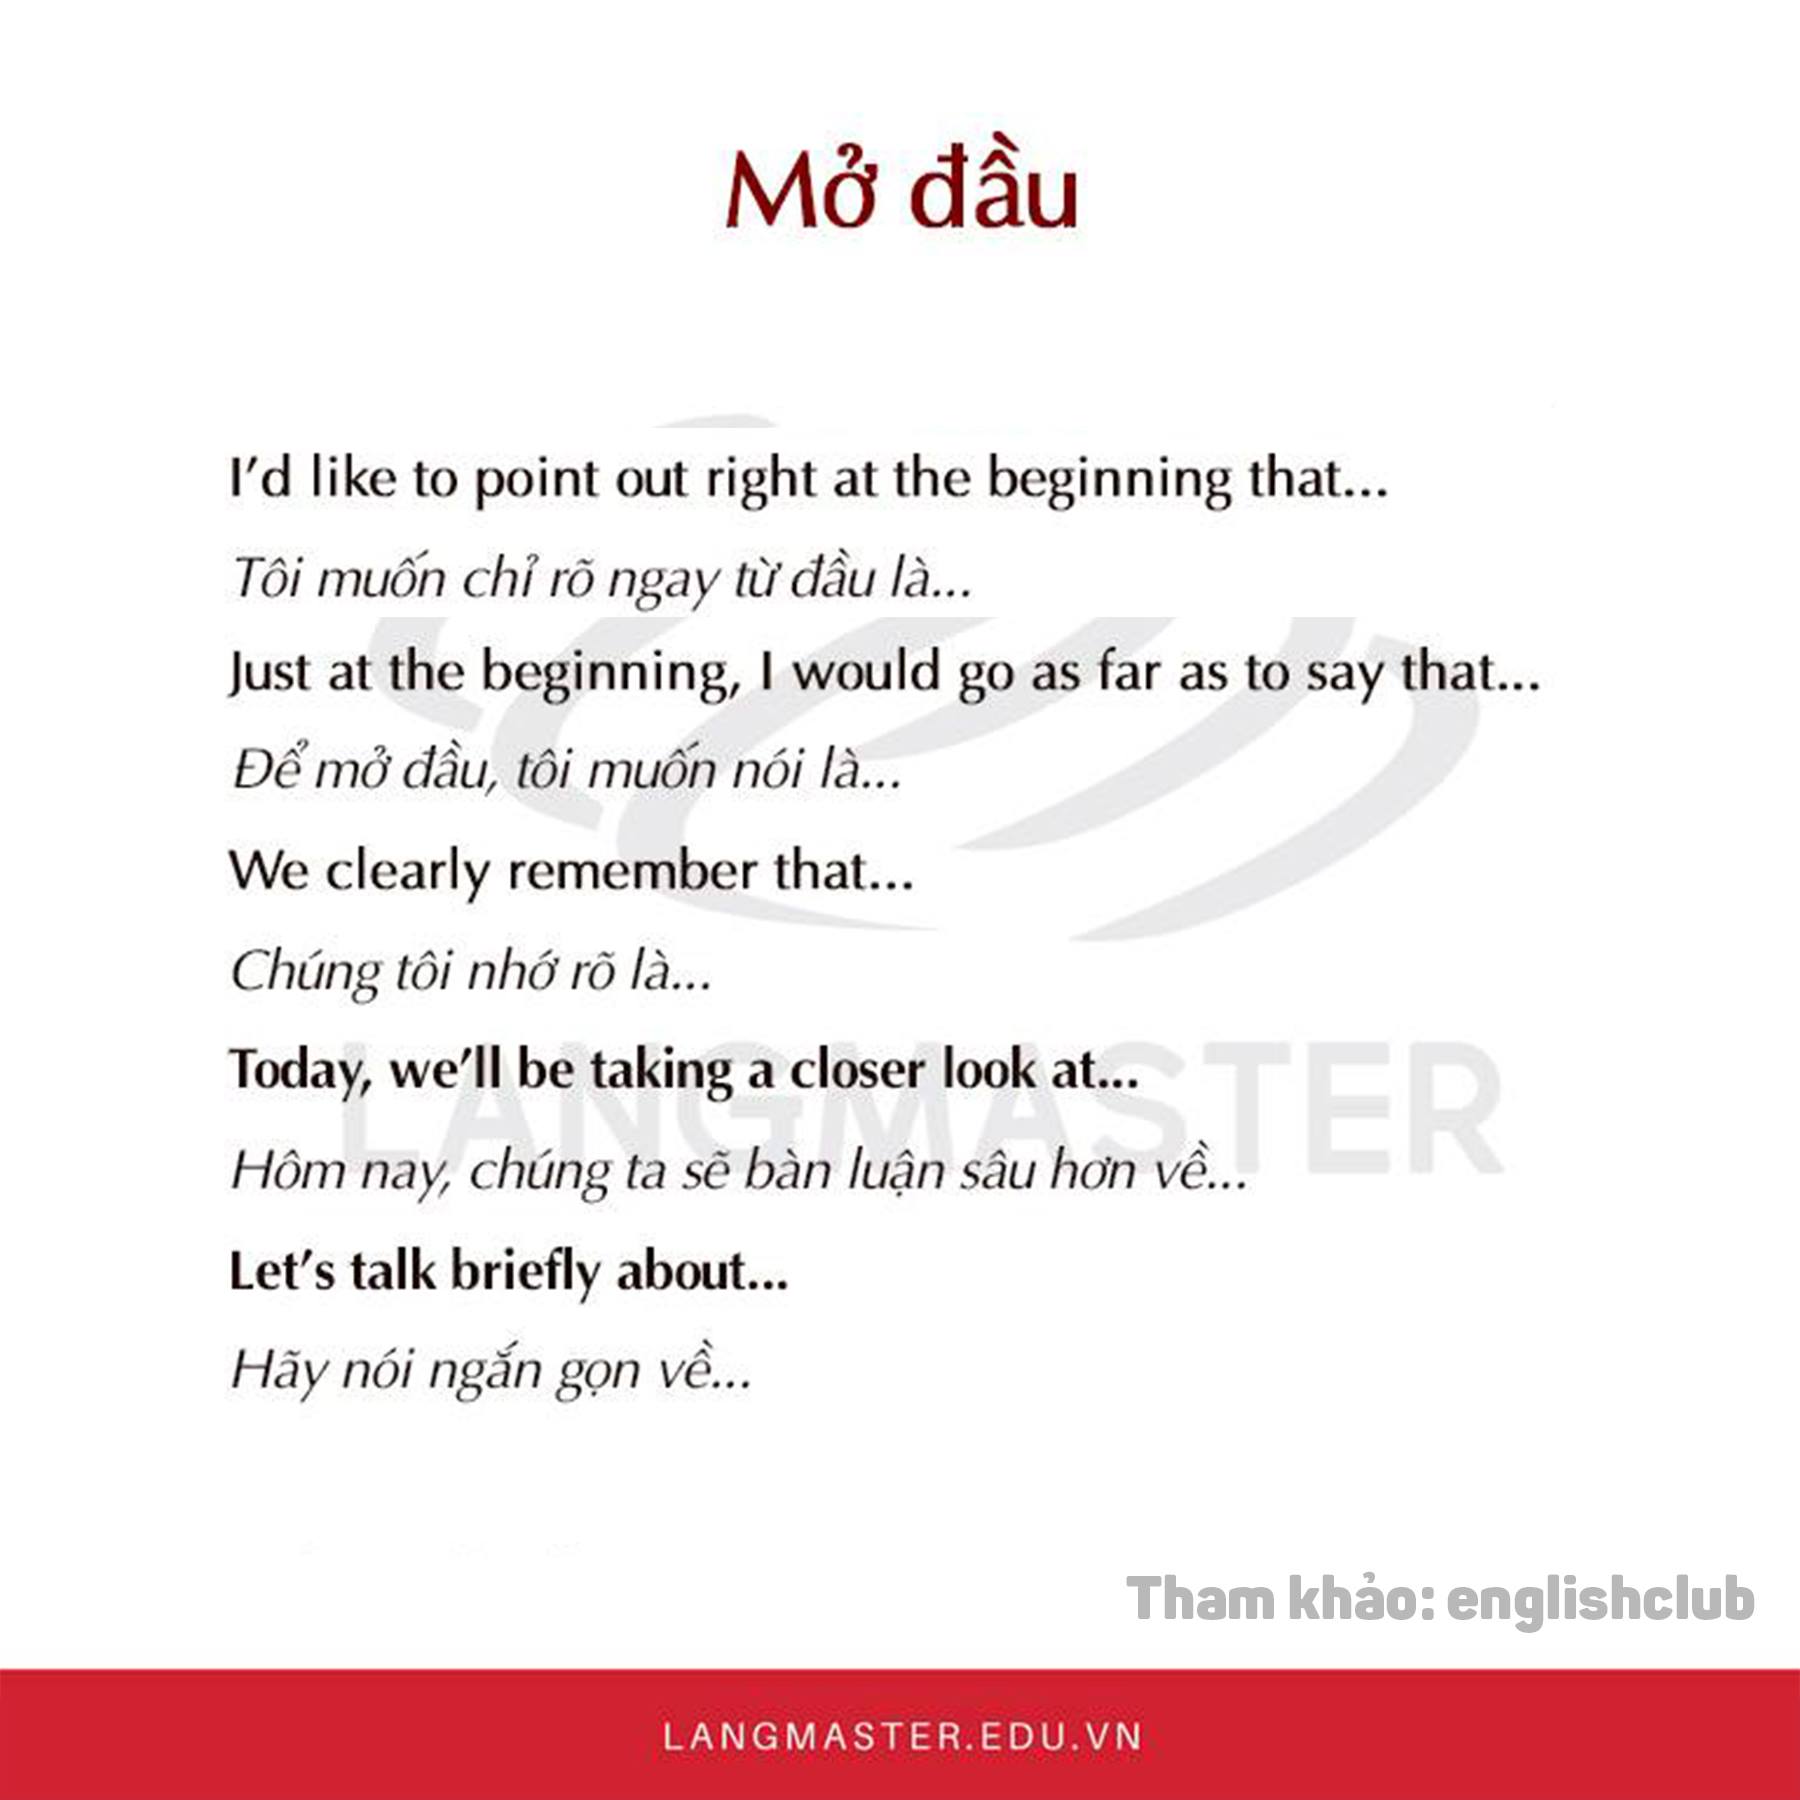 Mở đầu
I’d like to point out right at the beginning that...
Tôi muốn chỉ rõ ngay từ đầu là...
Just at the beginning, I would go as far as to say that...
Để mở đầu, tôi muốn nói là...
We clearly remember that...
Chúng tôi nhớ rõ là...
Today, we’ll be taking a closer look at...
LANGMASTER
Hôm nay, chúng ta sẽ bàn luận sâu hơn về...
Let’s talk briefly about...
Hãy nói ngắn gọn về...
Tham khảo: englishclub
LANGMASTER.EDU.VN